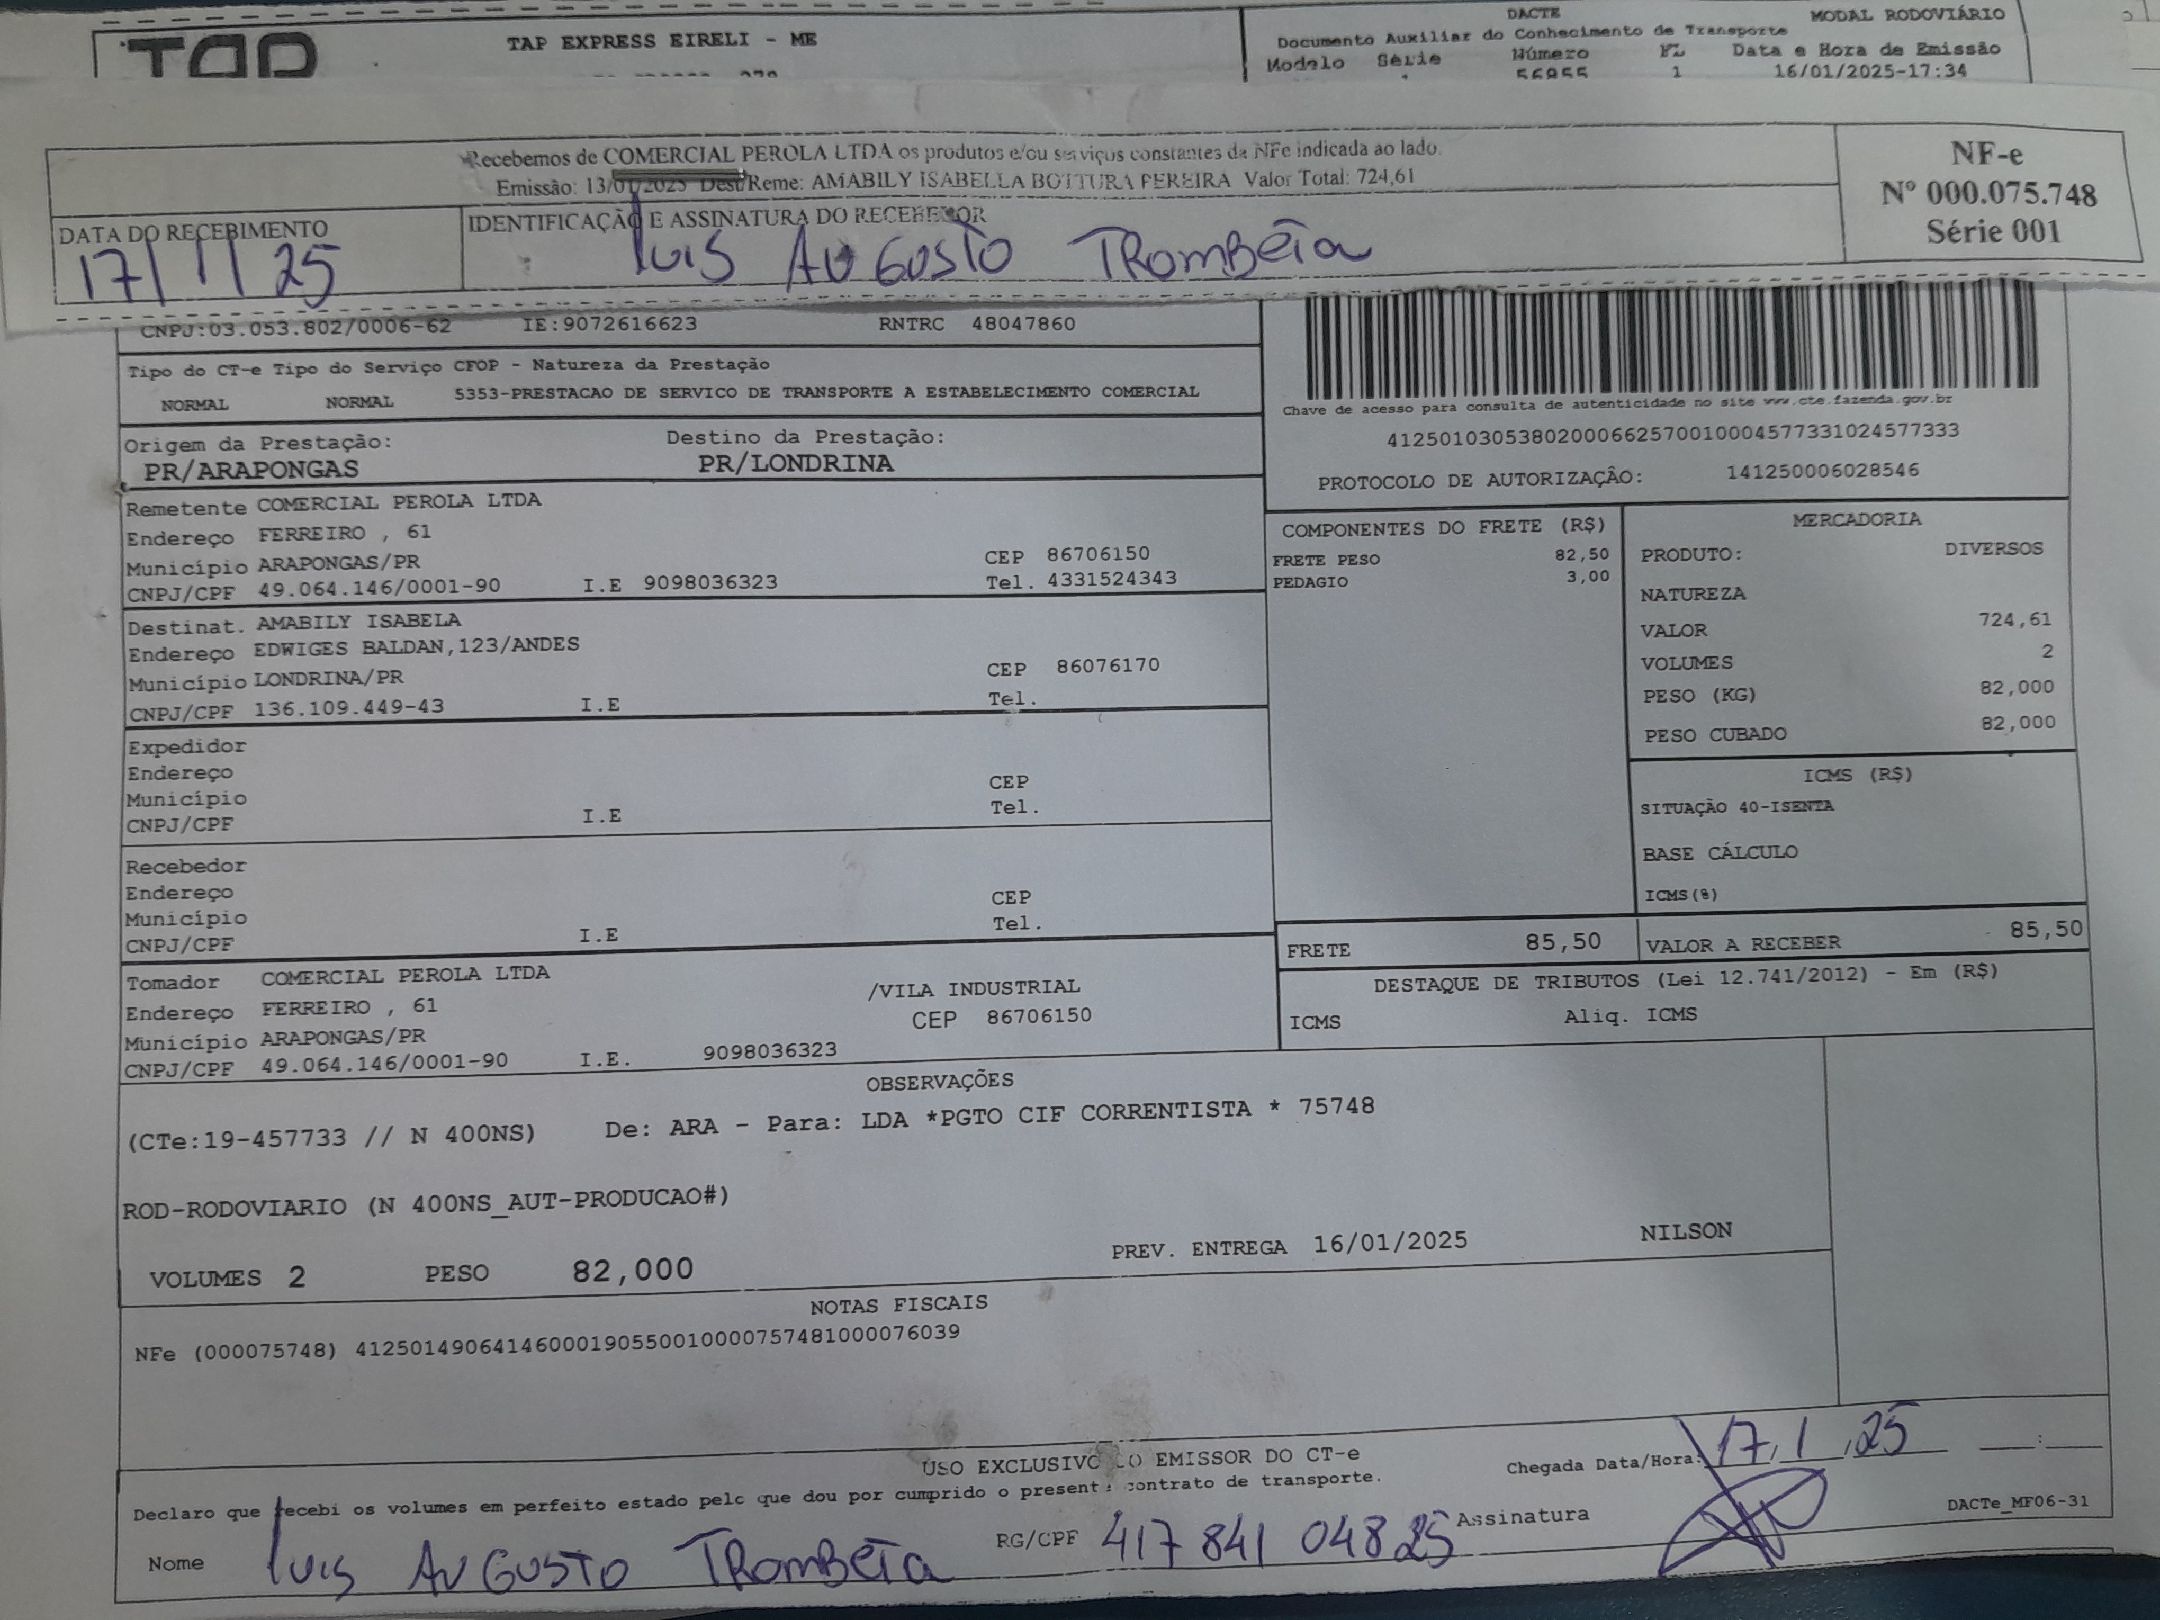 TAP
TAP EXPRESS EIRELI - ME
DACTE
MODAL RODOVIÁRIO
Documento Auxiliar do Conhecimento de Transporte
Modelo Série Número FL Data e Hora de Emissão
1 16/01/2025-17:34
Recebemos de COMERCIAL PEROLA LTDA os produtos e/ou serviços constantes da NFe indicada ao lado.
Emissão: 13/01/2025 Dest/Reme: AMABILY ISABELLA BOTTURA PEREIRA Valor Total: 724,61
NF-e
Nº 000.075.748
Série 001
DATA DO RECEBIMENTO
17/1/25
IDENTIFICAÇÃO E ASSINATURA DO RECEBEDOR
Luis AUGUSTO TRomBETa
CNPJ:03.053.802/0006-62 IE:9072616623 RNTRC 48047860
Tipo do CT-e Tipo do Serviço CFOP - Natureza da Prestação
NORMAL NORMAL 5353-PRESTACAO DE SERVICO DE TRANSPORTE A ESTABELECIMENTO COMERCIAL
Chave de acesso para consulta de autenticidade no site www.cte.fazenda.gov.br
41250103053802000662570010004577331024577333
PROTOCOLO DE AUTORIZAÇÃO: 141250006028546
Origem da Prestação: Destino da Prestação:
PR/ARAPONGAS PR/LONDRINA
Remetente COMERCIAL PEROLA LTDA
Endereço FERREIRO , 61
Município ARAPONGAS/PR CEP 86706150
CNPJ/CPF 49.064.146/0001-90 I.E 9098036323 Tel. 4331524343
Destinat. AMABILY ISABELA
Endereço EDWIGES BALDAN,123/ANDES
Município LONDRINA/PR CEP 86076170
CNPJ/CPF 136.109.449-43 I.E Tel.
Expedidor
Endereço
Município CEP
CNPJ/CPF I.E Tel.
Recebedor
Endereço
Município CEP
CNPJ/CPF I.E Tel.
Tomador COMERCIAL PEROLA LTDA
Endereço FERREIRO , 61 /VILA INDUSTRIAL
Município ARAPONGAS/PR CEP 86706150
CNPJ/CPF 49.064.146/0001-90 I.E. 9098036323
COMPONENTES DO FRETE (R$)
FRETE PESO 82,50
PEDAGIO 3,00
MERCADORIA
PRODUTO: DIVERSOS
NATUREZA
VALOR 724,61
VOLUMES 2
PESO (KG) 82,000
PESO CUBADO 82,000
ICMS (R$)
SITUAÇÃO 40-ISENTA
BASE CÁLCULO
ICMS(%)
FRETE 85,50 VALOR A RECEBER 85,50
DESTAQUE DE TRIBUTOS (Lei 12.741/2012) - Em (R$)
ICMS Aliq. ICMS
OBSERVAÇÕES
(CTe:19-457733 // N 400NS) De: ARA - Para: LDA *PGTO CIF CORRENTISTA * 75748
ROD-RODOVIARIO (N 400NS_AUT-PRODUCAO#)
VOLUMES 2 PESO 82,000 PREV. ENTREGA 16/01/2025 NILSON
NOTAS FISCAIS
NFe (000075748) 41250149064146000190550010000757481000076039
USO EXCLUSIVO DO EMISSOR DO CT-e
Declaro que recebi os volumes em perfeito estado pelo que dou por cumprido o presente contrato de transporte.
Chegada Data/Hora: 17/1/25 :
Nome Luis AUGUSTO TRomBETa RG/CPF 417 841 048 25 Assinatura
DACTe_MF06-31